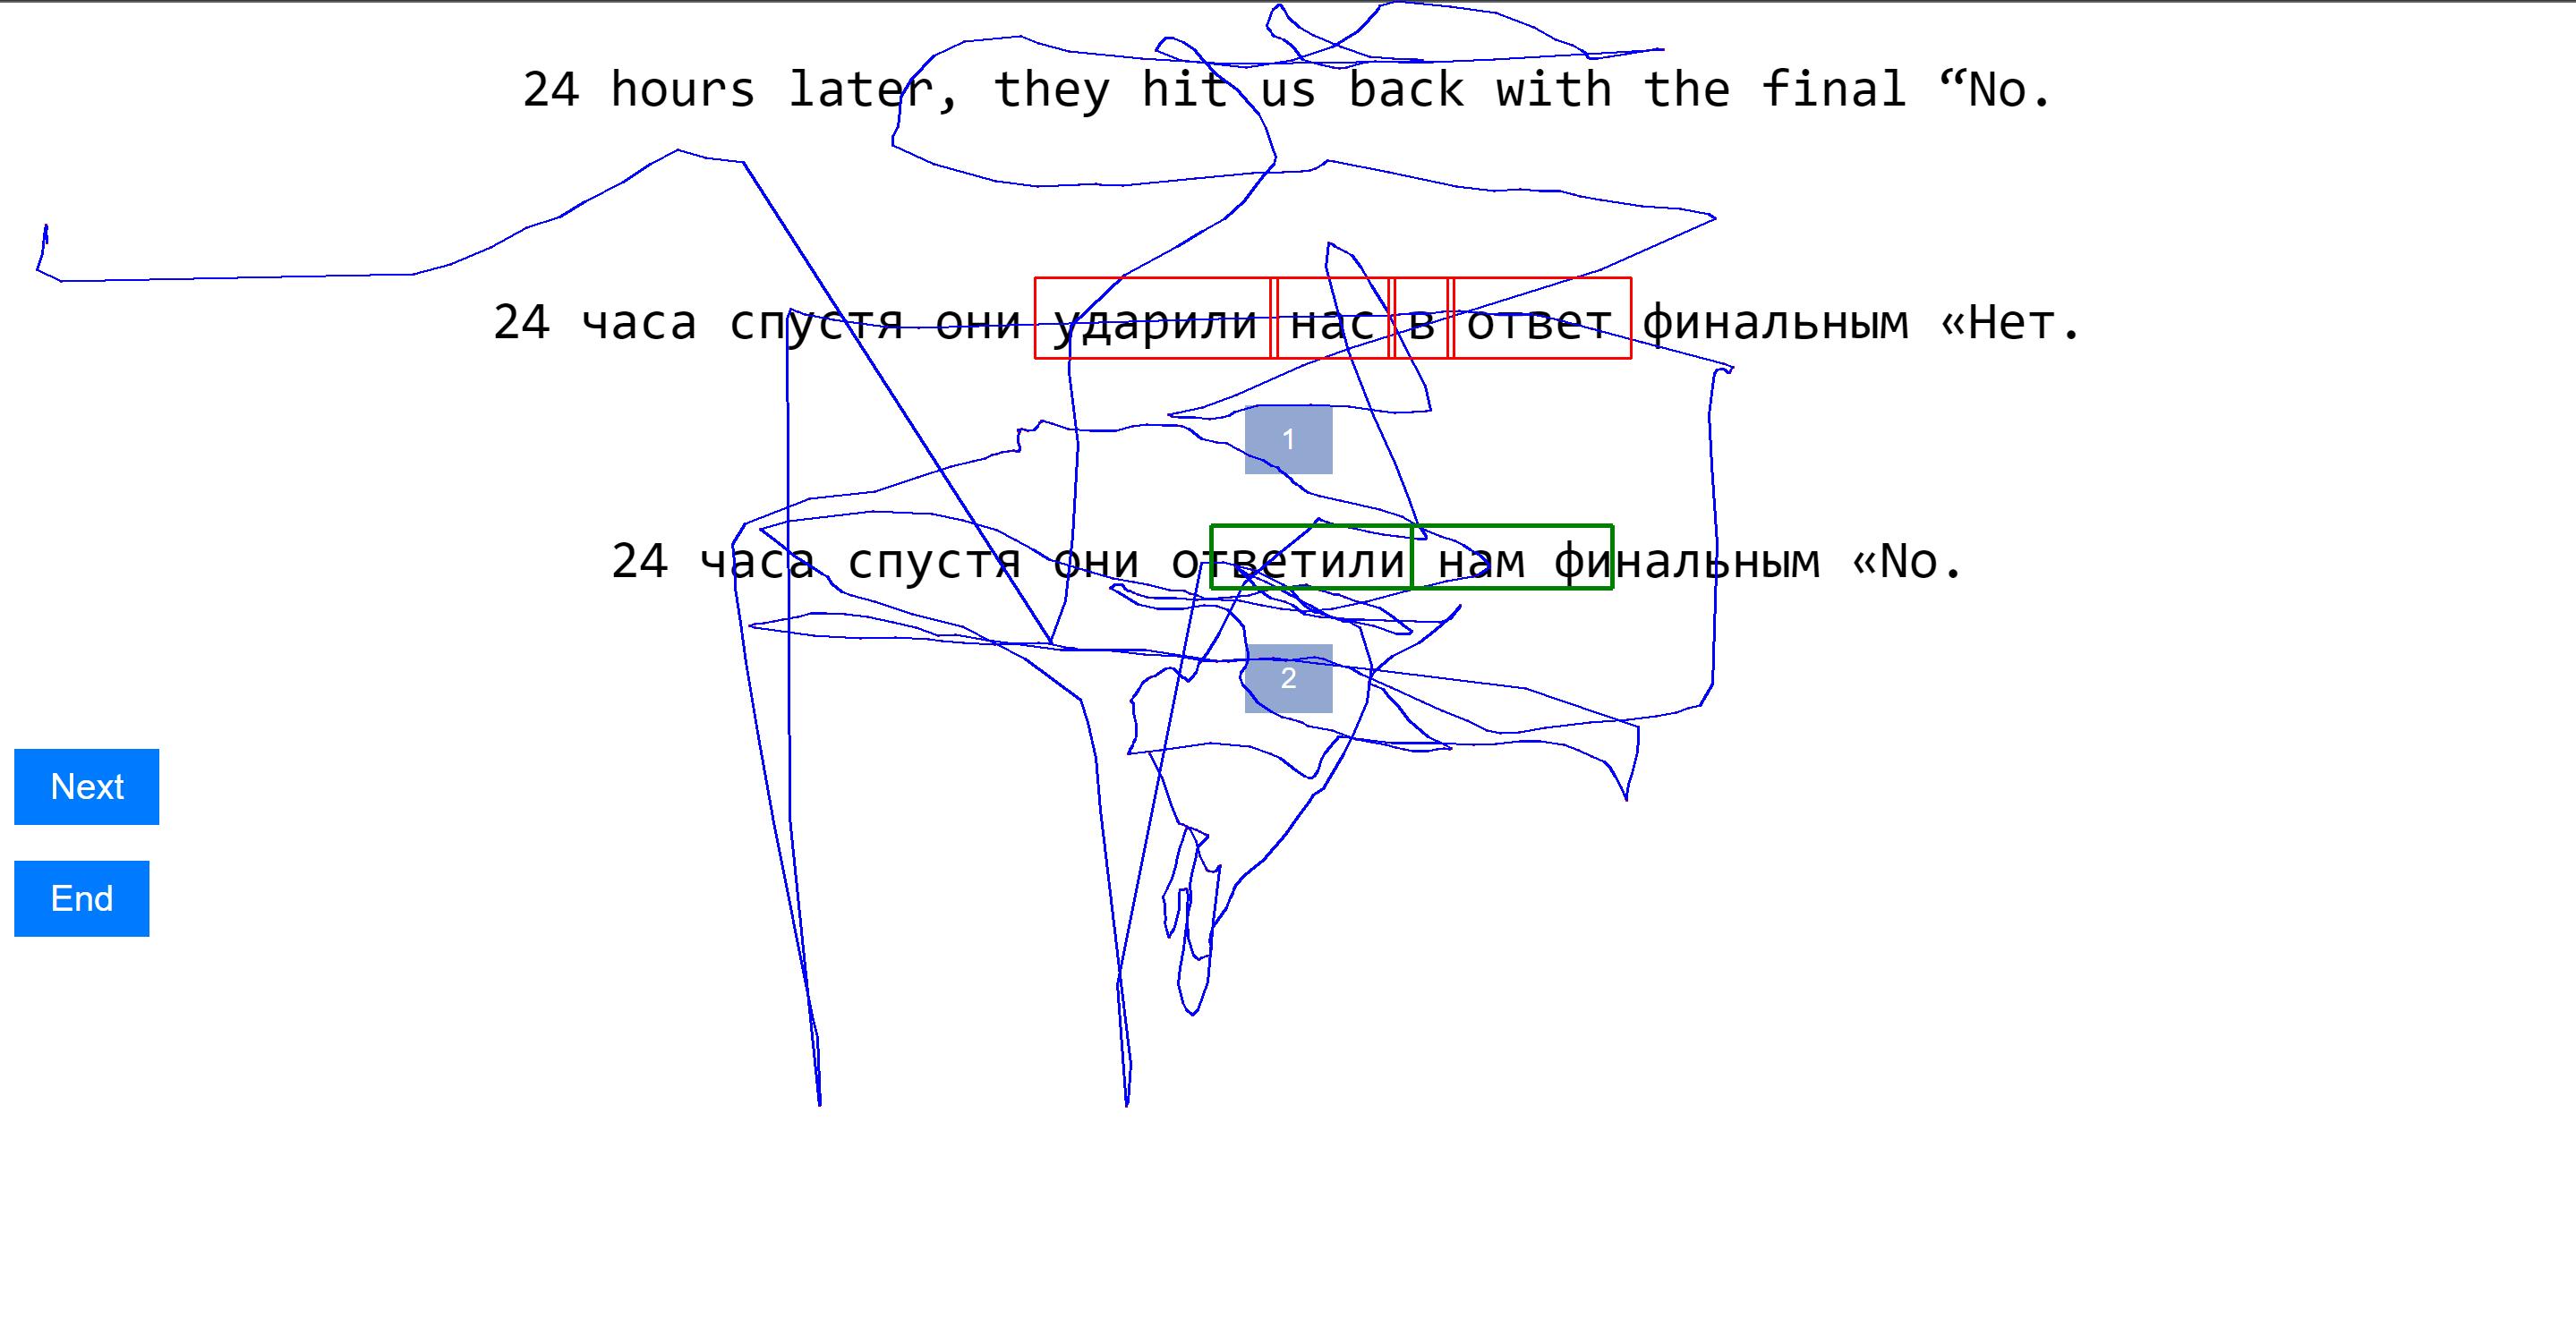 24 hours later, they hit us back with the final “No.
24 часа спустя они ударили нас в ответ финальным «Нет.
1
24 часа спустя они ответили нам финальным «No.
2
Next
End